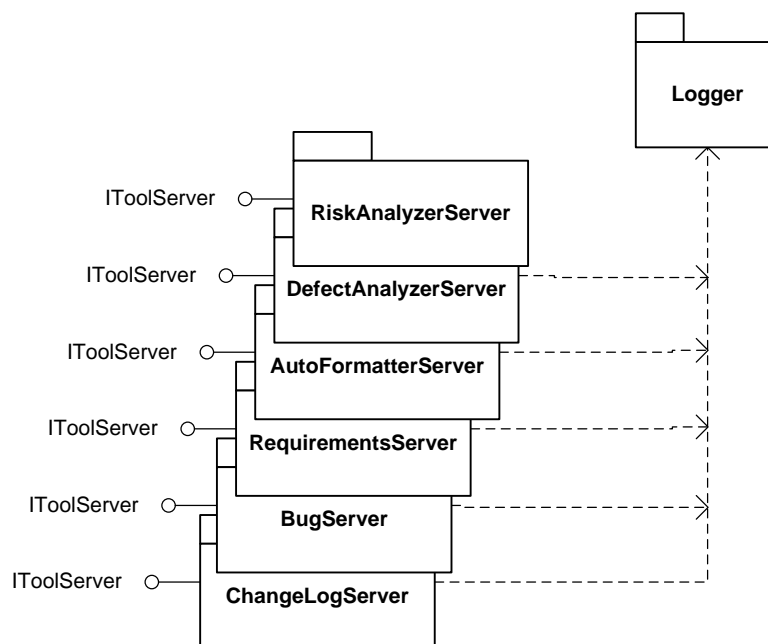 Logger
IToolServer
RiskAnalyzerServer
IToolServer
DefectAnalyzerServer
IToolServer
AutoFormatterServer
IToolServer
RequirementsServer
IToolServer
BugServer
IToolServer
ChangeLogServer